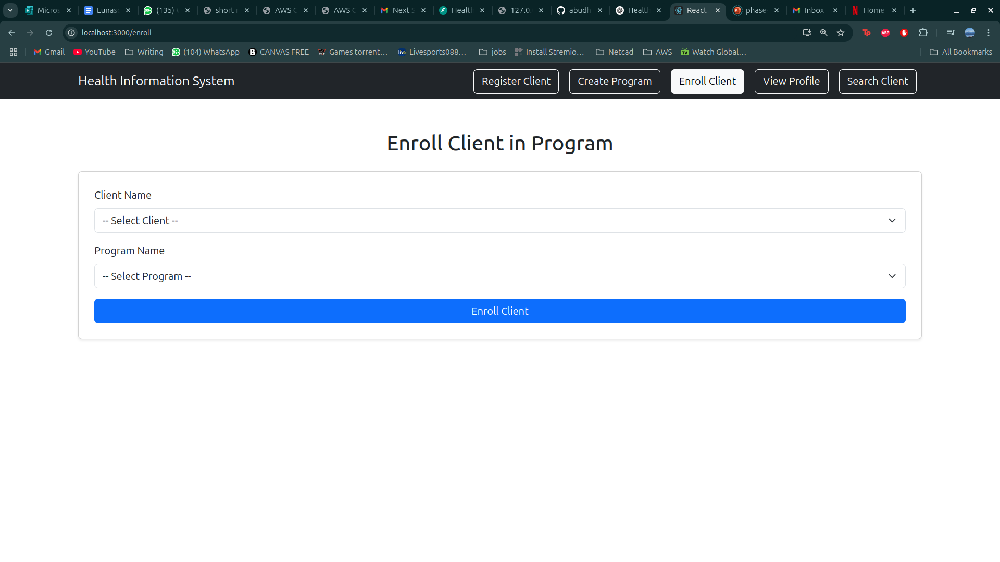 Micros Lunaso (135) short AWS C AWS C Next S Health 127.0. abudh Health React phase- Inbox Home
localhost:3000/enroll
Gmail YouTube Writing (104) WhatsApp CANVAS FREE Games torrent... Livesports088... jobs Install Stremio... Netcad AWS Watch Global... All Bookmarks
Health Information System Register Client Create Program Enroll Client View Profile Search Client
Enroll Client in Program
Client Name
-- Select Client --
Program Name
-- Select Program --
Enroll Client